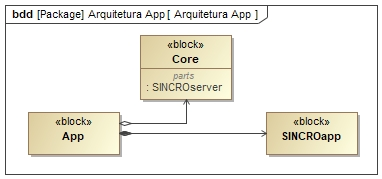 bdd [Package] Arquitetura App [ Arquitetura App ]
«block»
Core
parts
: SINCROserver
«block»
App
«block»
SINCROapp